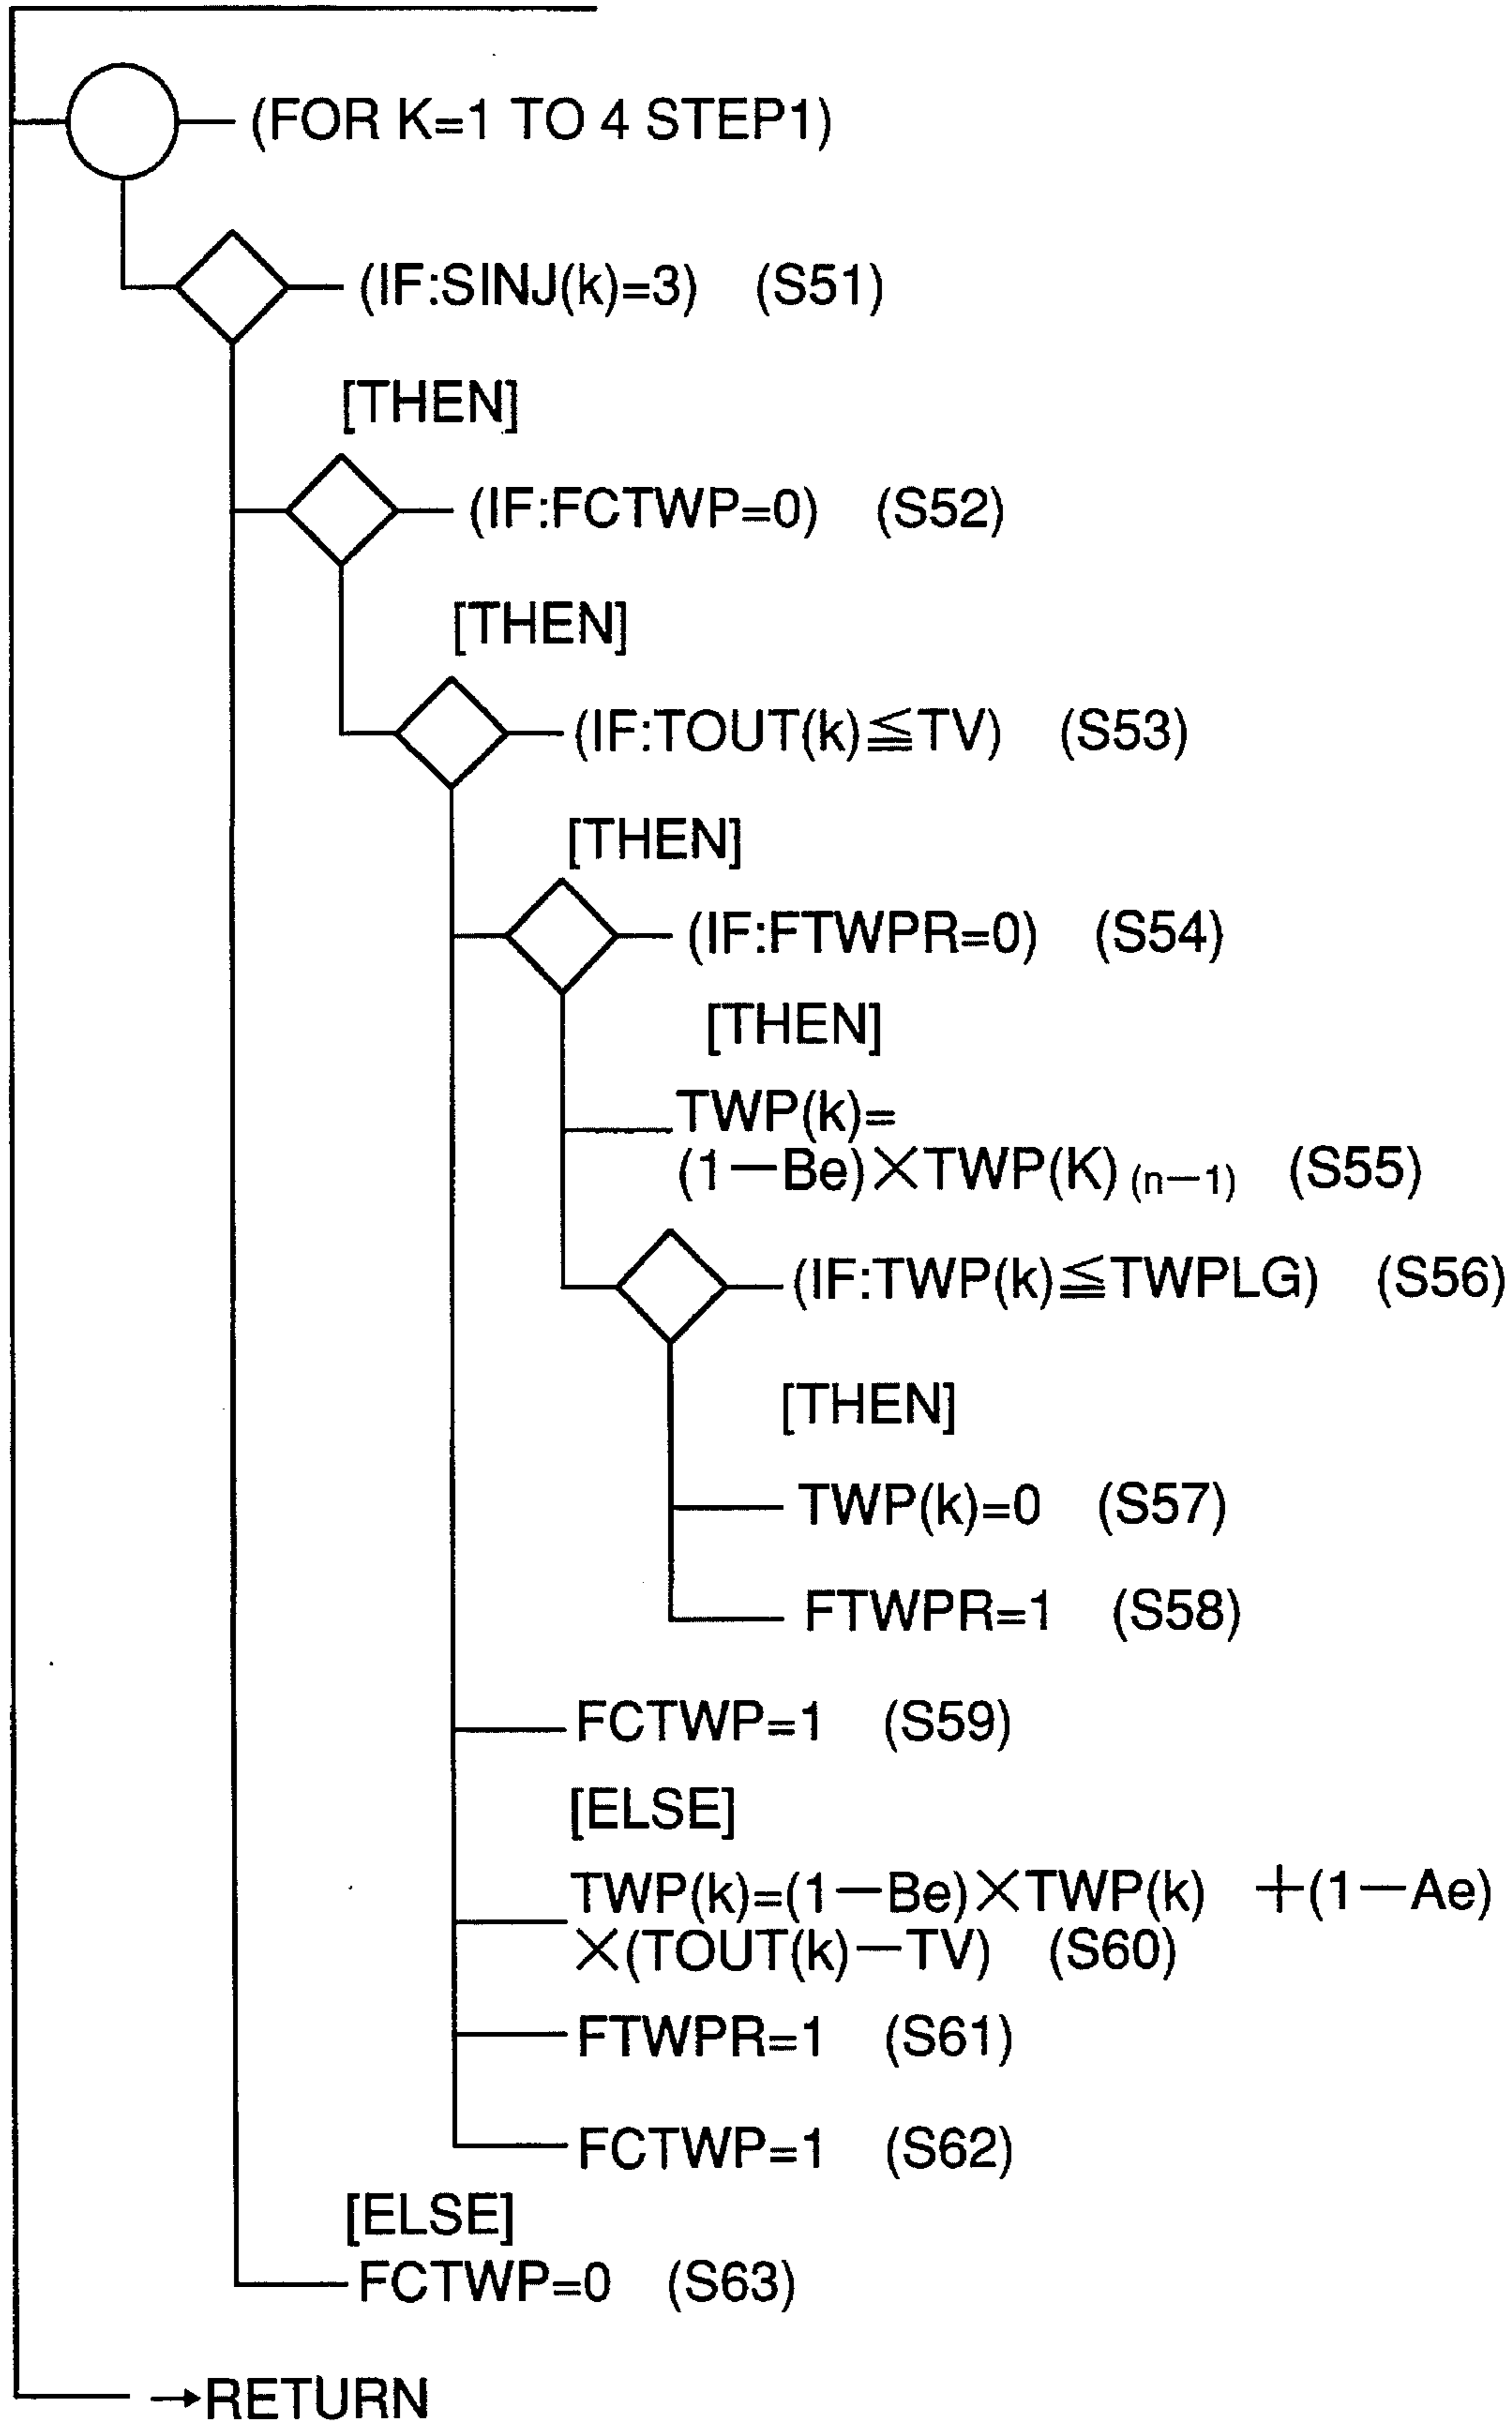 (FOR K=1 TO 4 STEP1)
(IF:SINJ(k)=3) (S51)
[THEN]
(IF:FCTWP=0) (S52)
[THEN]
(IF:TOUT(k)≦TV) (S53)
[THEN]
(IF:FTWPR=0) (S54)
[THEN]
TWP(k)=
(1−Be)×TWP(K)(n−1) (S55)
(IF:TWP(k)≦TWPLG) (S56)
[THEN]
TWP(k)=0 (S57)
FTWPR=1 (S58)
FCTWP=1 (S59)
[ELSE]
TWP(k)=(1−Be)×TWP(k) +(1−Ae)
×(TOUT(k)−TV) (S60)
FTWPR=1 (S61)
FCTWP=1 (S62)
[ELSE]
FCTWP=0 (S63)
→RETURN